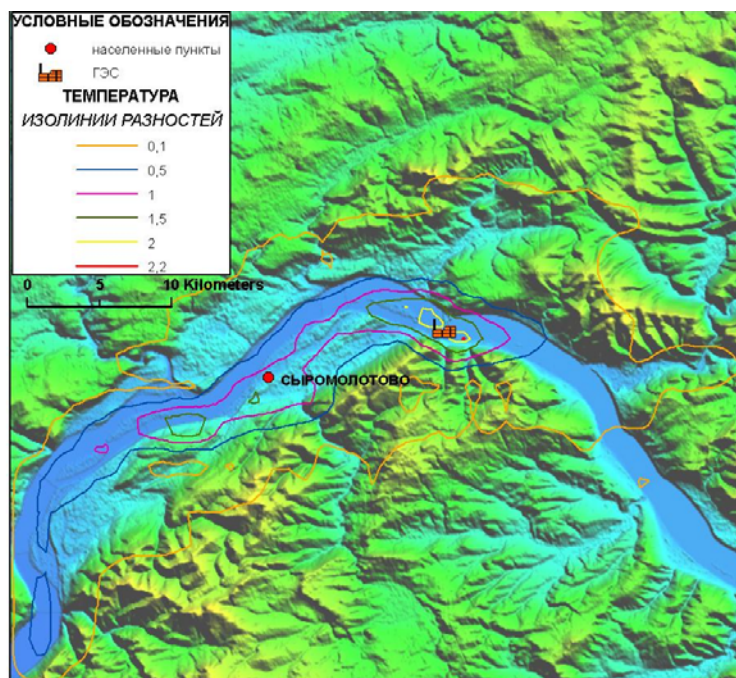 УСЛОВНЫЕ ОБОЗНАЧЕНИЯ
населенные пункты
ГЭС
ТЕМПЕРАТУРА
ИЗОЛИНИИ РАЗНОСТЕЙ
0,1
0,5
1
1,5
2
2,2
0 5 10 Kilometers
СЫРОМОЛОТОВО